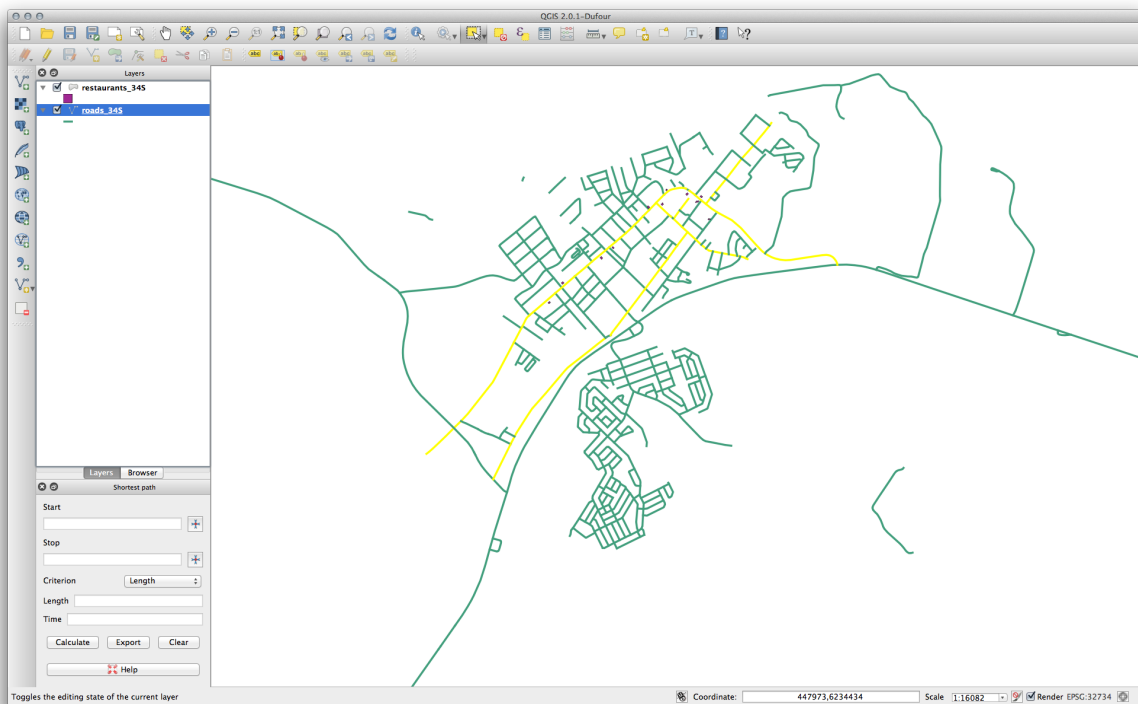 QGIS 2.0.1-Dufour
Layers
restaurants_34S
roads_34S
Layers Browser
Shortest path
Start
Stop
Criterion Length
Length
Time
Calculate Export Clear
Help
Toggles the editing state of the current layer
Coordinate: 447973,6234434 Scale 1:16082 Render EPSG:32734